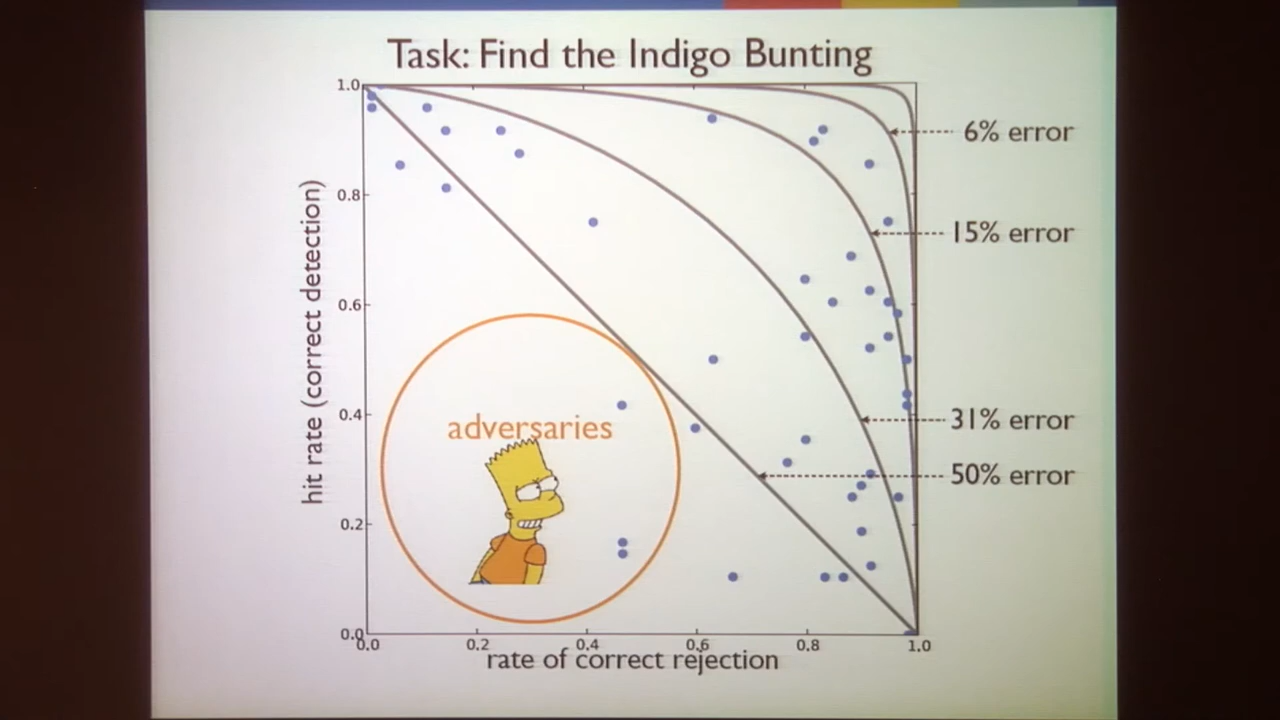 Task: Find the Indigo Bunting
1.0
0.8
0.6
0.4
0.2
0.0
hit rate (correct detection)
6% error
15% error
31% error
50% error
adversaries
0.0 0.2 0.4 0.6 0.8 1.0
rate of correct rejection